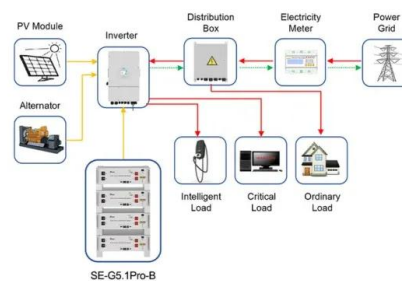 PV Module
Inverter
Distribution
Box
Electricity
Meter
Power
Grid
Alternator
Intelligent
Load
Critical
Load
Ordinary
Load
SE-G5.1Pro-B